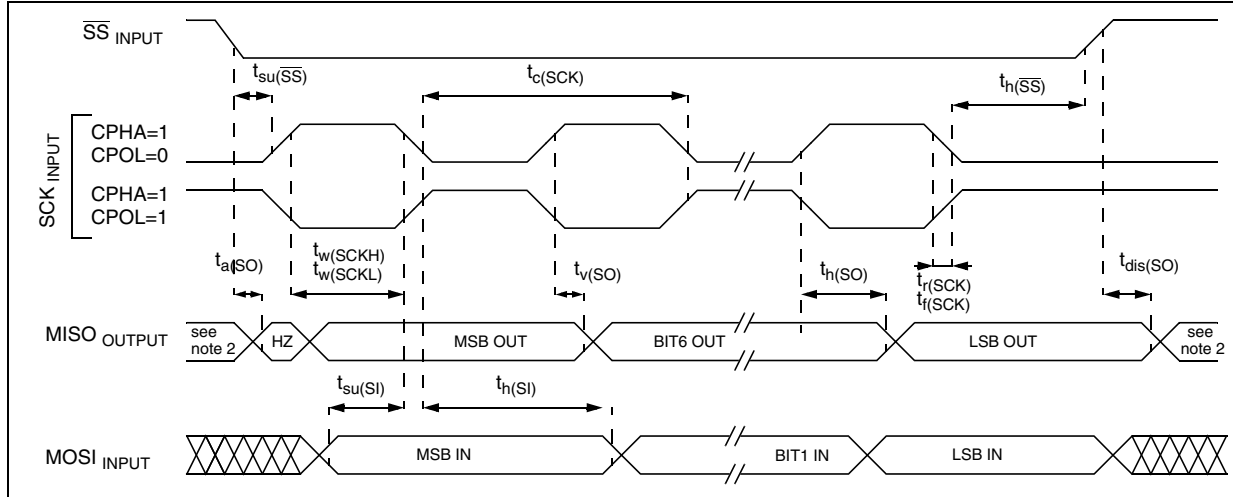 SS INPUT
tsu(SS)
tc(SCK)
th(SS)
SCK INPUT
CPHA=1
CPOL=0
CPHA=1
CPOL=1
ta(SO)
tw(SCKH)
tw(SCKL)
tv(SO)
th(SO)
tr(SCK)
tf(SCK)
tdis(SO)
MISO OUTPUT
see
note 2
HZ
MSB OUT
BIT6 OUT
LSB OUT
see
note 2
tsu(SI)
th(SI)
MOSI INPUT
MSB IN
BIT1 IN
LSB IN